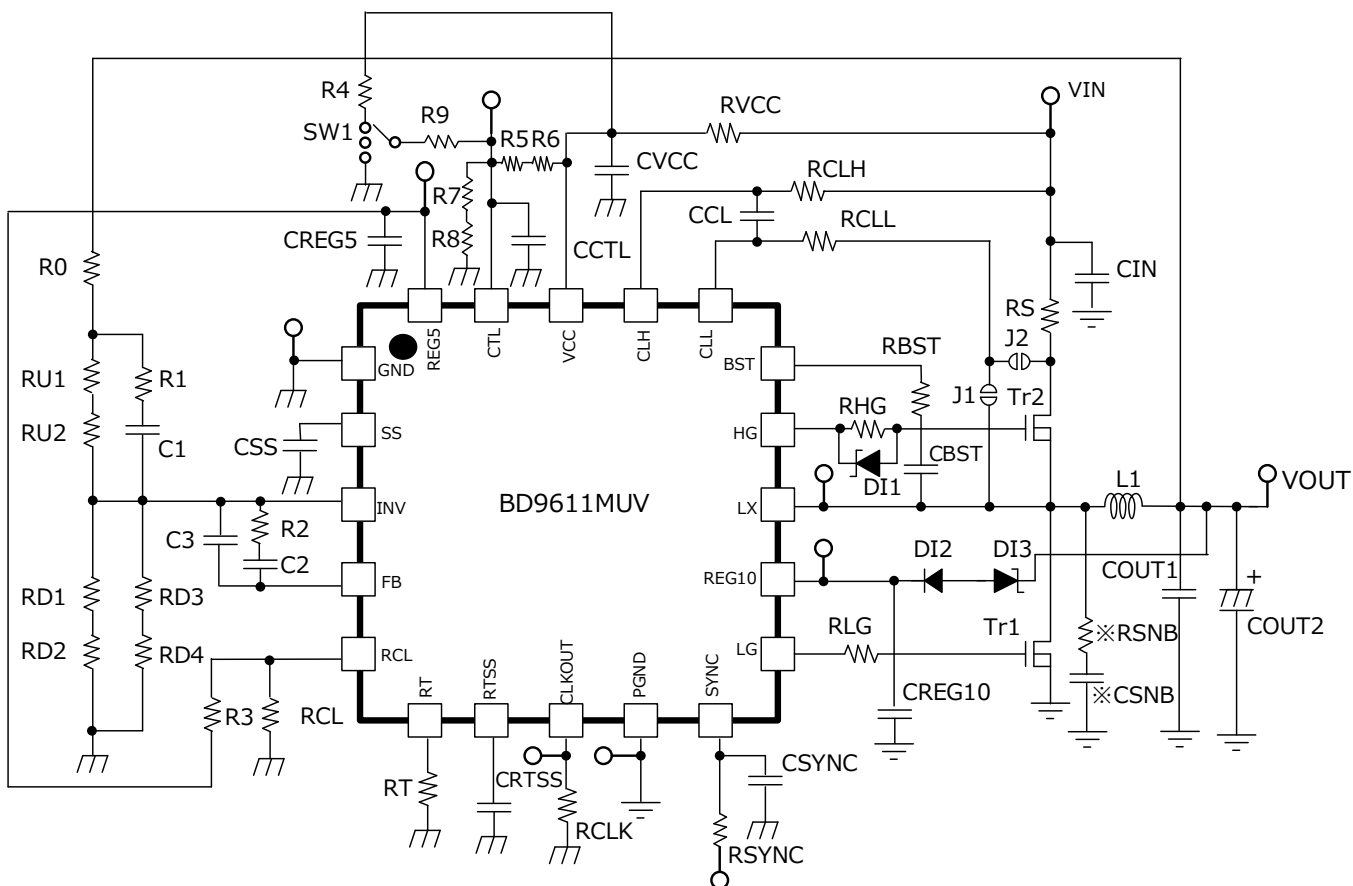 R4
RVCC
VIN
SW1
R9
R5 R6
CVCC
RCLH
R7
CCL
RCLL
CREG5
R8
CCTL
R0
CIN
RS
REG5
CTL
VCC
CLH
CLL
J2
RBST
GND
BST
RU1
R1
J1
Tr2
RHG
RU2
C1
CSS
SS
HG
CBST
DI1
L1
VOUT
BD9611MUV
INV
LX
R2
C3
C2
DI2
DI3
FB
REG10
COUT1
RD1
RD3
+
RLG
Tr1
※RSNB
COUT2
RD2
RD4
RCL
LG
RT
RTSS
CLKOUT
PGND
SYNC
CREG10
※CSNB
R3
RCL
CRTSS
CSYNC
RT
RCLK
RSYNC